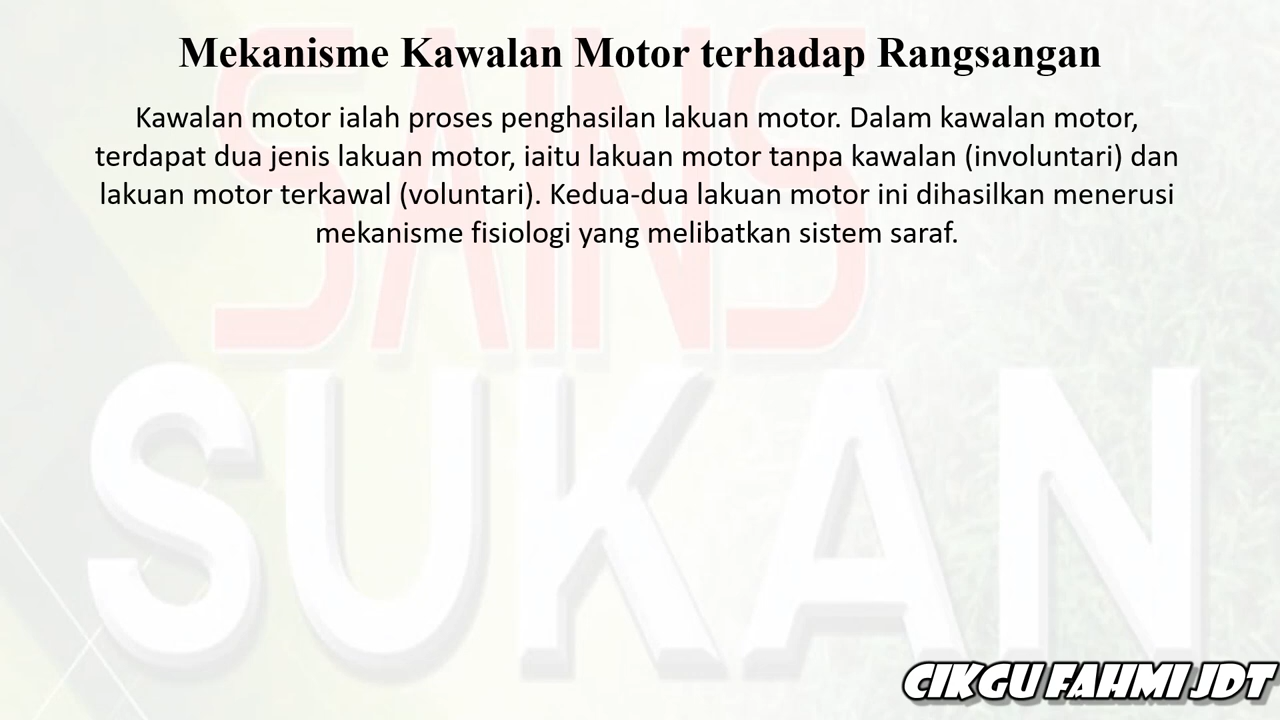 Mekanisme Kawalan Motor terhadap Rangsangan
Kawalan motor ialah proses penghasilan lakuan motor. Dalam kawalan motor,
terdapat dua jenis lakuan motor, iaitu lakuan motor tanpa kawalan (involuntari) dan
lakuan motor terkawal (voluntari). Kedua-dua lakuan motor ini dihasilkan menerusi
mekanisme fisiologi yang melibatkan sistem saraf.
SAINS
SUKAN
CIKGU FAHMI JDT